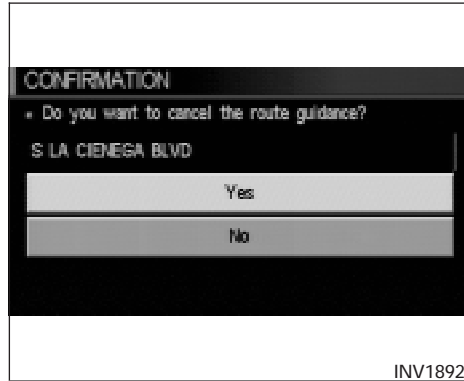 CONFIRMATION
Do you want to cancel the route guidance?
S LA CIENEGA BLVD
Yes
No
INV1892